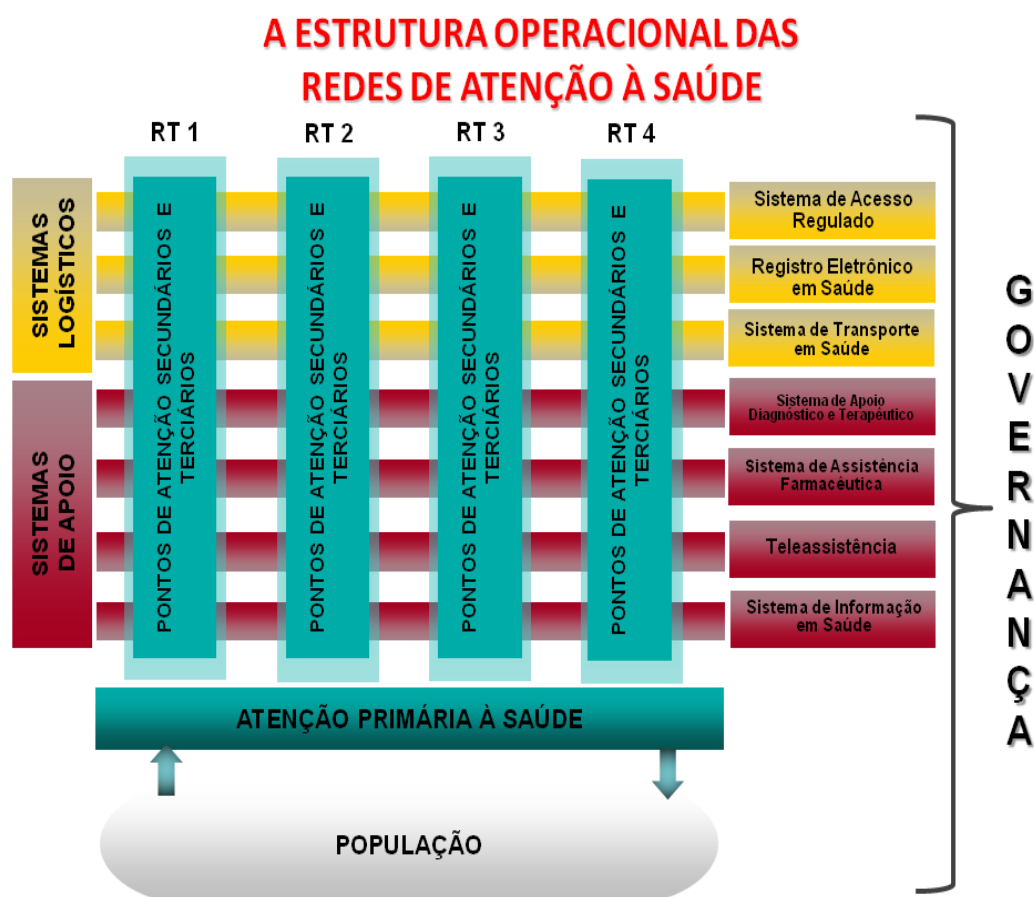 A ESTRUTURA OPERACIONAL DAS
REDES DE ATENÇÃO À SAÚDE
RT 1
RT 2
RT 3
RT 4
SISTEMAS
LOGÍSTICOS
SISTEMAS
DE APOIO
PONTOS DE ATENÇÃO SECUNDÁRIOS E
TERCIÁRIOS
PONTOS DE ATENÇÃO SECUNDÁRIOS E
TERCIÁRIOS
PONTOS DE ATENÇÃO SECUNDÁRIOS E
TERCIÁRIOS
PONTOS DE ATENÇÃO SECUNDÁRIOS E
TERCIÁRIOS
Sistema de Acesso
Regulado
Registro Eletrônico
em Saúde
Sistema de Transporte
em Saúde
Sistema de Apoio
Diagnóstico e Terapêutico
Sistema de Assistência
Farmacêutica
Teleassistência
Sistema de Informação
em Saúde
GOVERNANÇA
ATENÇÃO PRIMÁRIA À SAÚDE
POPULAÇÃO